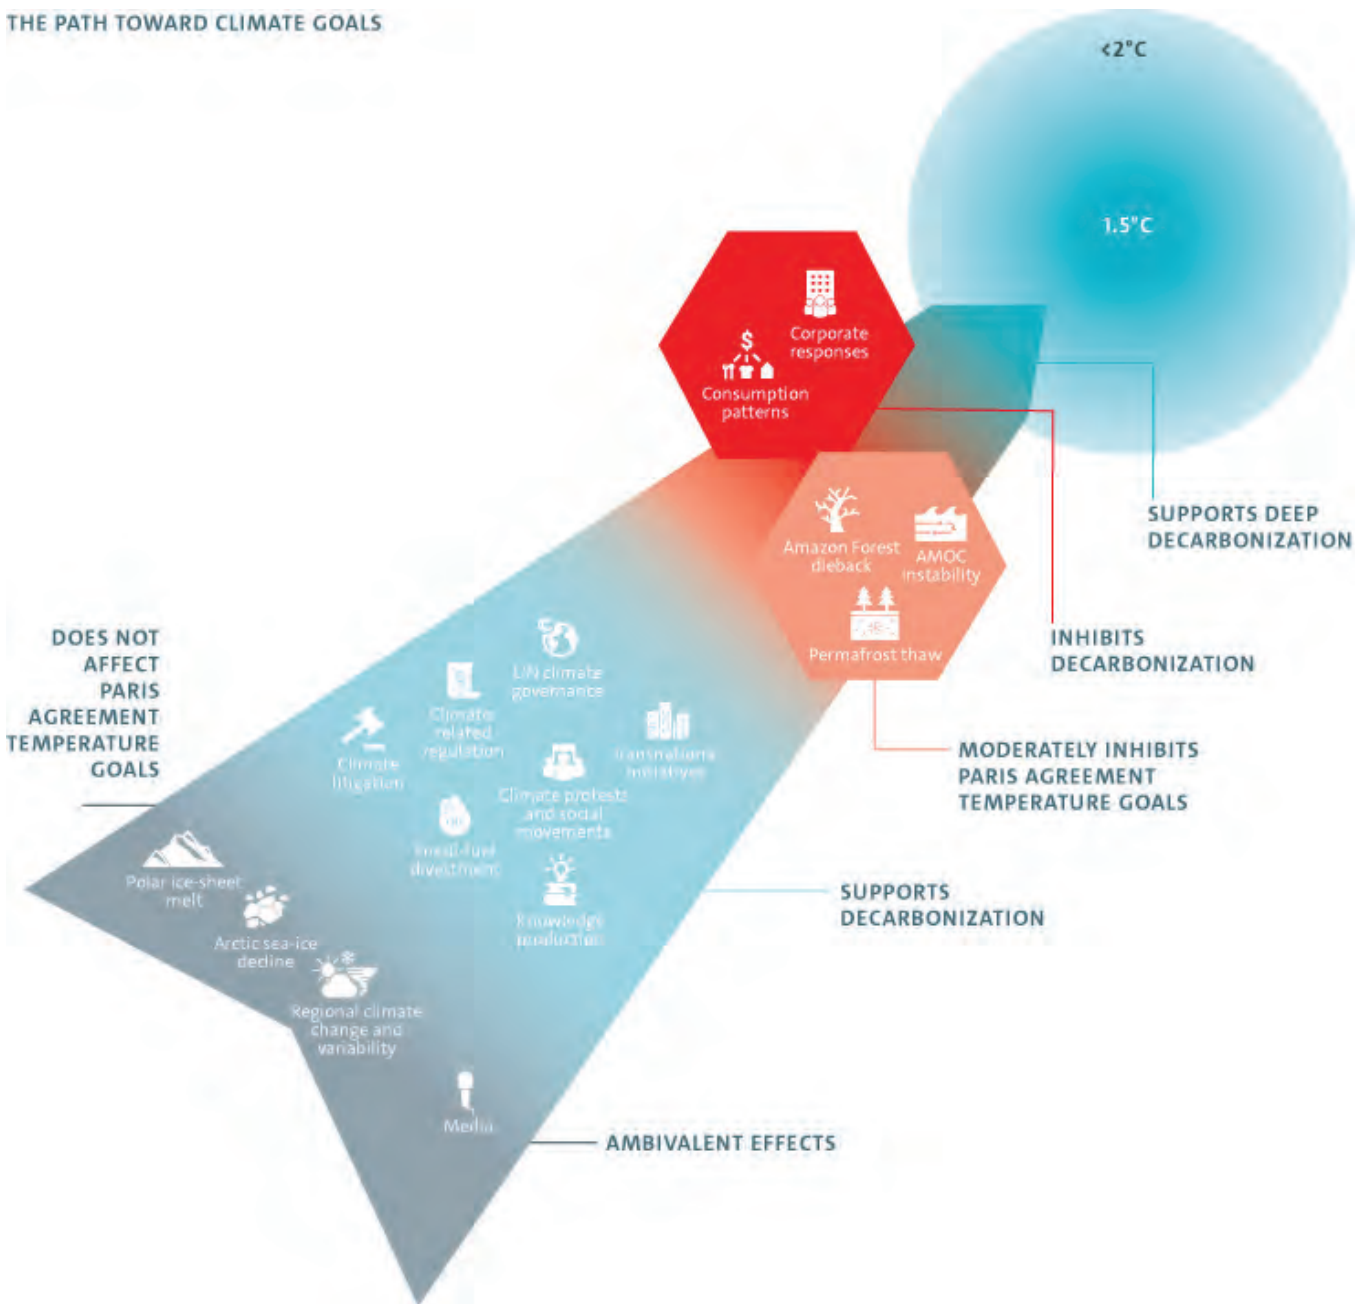 THE PATH TOWARD CLIMATE GOALS
<2°C
1.5°C
Corporate
responses
Consumption
patterns
SUPPORTS DEEP
DECARBONIZATION
Amazon Forest
dieback
AMOC
instability
Permafrost thaw
INHIBITS
DECARBONIZATION
MODERATELY INHIBITS
PARIS AGREEMENT
TEMPERATURE GOALS
DOES NOT
AFFECT
PARIS
AGREEMENT
TEMPERATURE
GOALS
UN climate
governance
Climate
related
regulation
Transnational
initiatives
Climate
litigation
Climate protests
and social
movements
Fossil-fuel
divestment
Knowledge
production
SUPPORTS
DECARBONIZATION
Polar ice-sheet
melt
Arctic sea-ice
decline
Regional climate
change and
variability
Media
AMBIVALENT EFFECTS